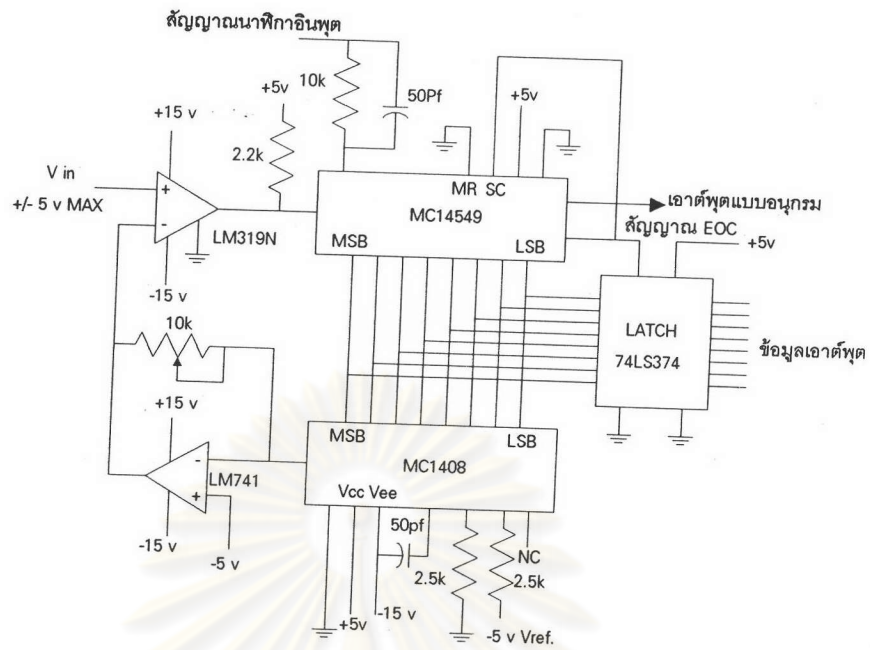 สัญญาณนาฬิกาอินพุต
10k
50Pf
+5v
+5v
+15 v
2.2k
V in
+/- 5 v MAX
+
-
LM319N
-15 v
MR SC
MC14549
MSB
LSB
เอาต์พุตแบบอนุกรม
สัญญาณ EOC
+5v
LATCH
74LS374
ข้อมูลเอาต์พุต
10k
+15 v
-
+
LM741
-15 v
-5 v
MSB
LSB
MC1408
Vcc Vee
50pf
NC
2.5k
2.5k
+5v
-15 v
-5 v Vref.